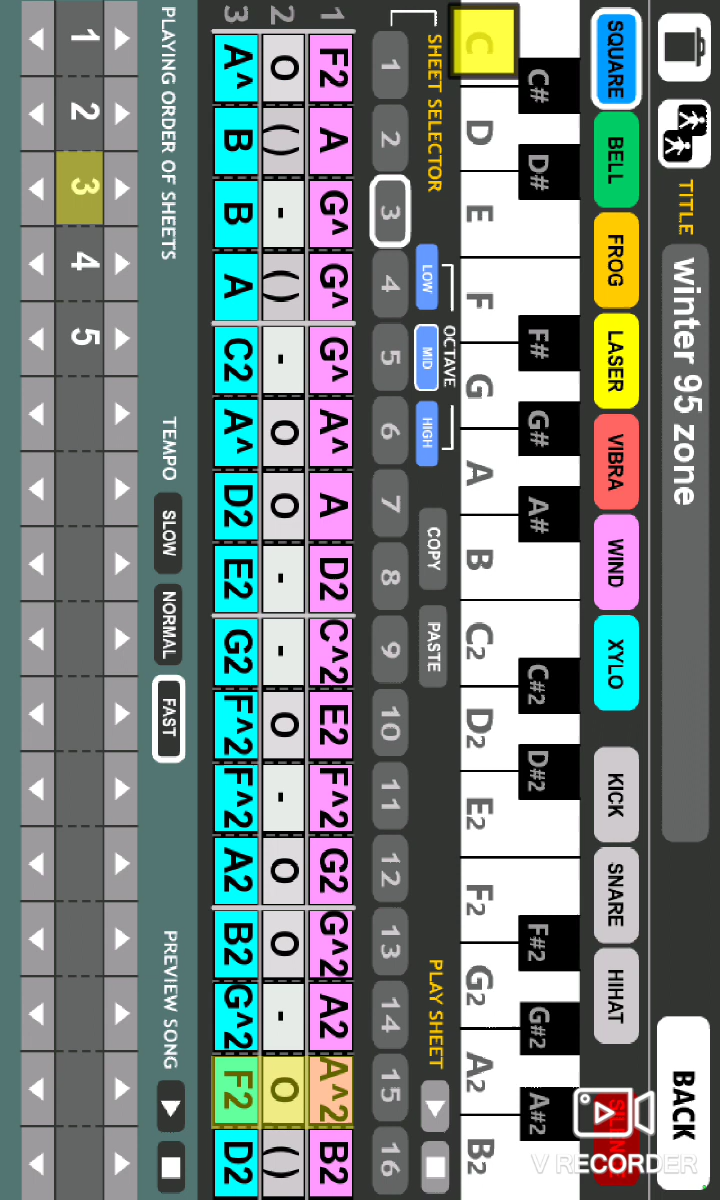 TITLE winter 95 zone BACK
SQUARE BELL FROG LASER VIBRA WIND XYLO KICK SNARE HIHAT
C# D# F# G# A# C#2 D#2 F#2 G#2 A#2
C D E F G A B C2 D2 E2 F2 G2 A2 B2
V RECORDER
OCTAVE
SHEET SELECTOR LOW MID HIGH COPY PASTE PLAY SHEET
1 2 3 4 5 6 7 8 9 10 11 12 13 14 15 16
1 F2 A G^ G^ G^ A^ A D2 C^2 E2 F^2 G2 G^2 A2 A^2 B2
2 O () - () - O O - - O - O O - O ()
3 A^ B B A C2 A^ D2 E2 G2 F^2 F^2 A2 B2 G^2 F2 D2
PLAYING ORDER OF SHEETS TEMPO SLOW NORMAL FAST PREVIEW SONG
1 2 3 4 5